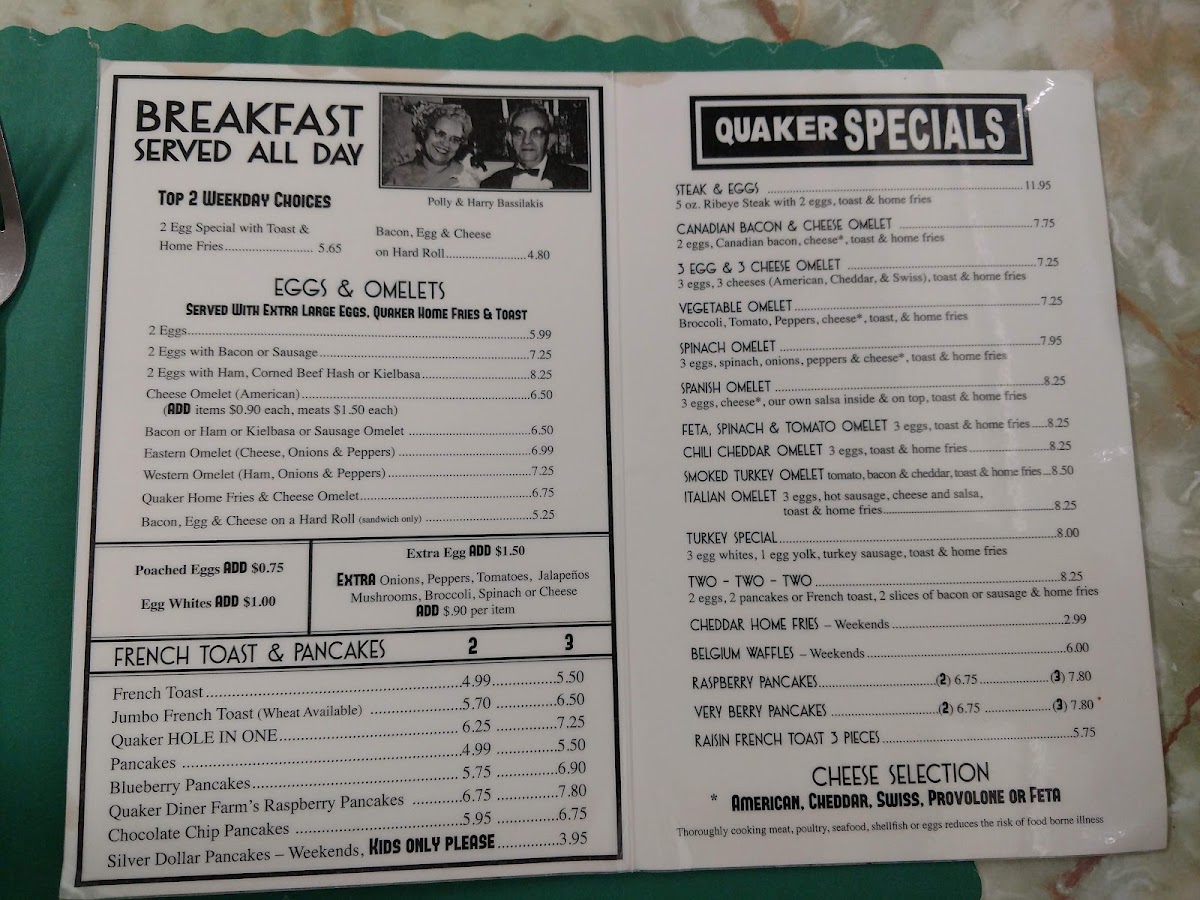 BREAKFAST
SERVED ALL DAY
Polly & Harry Bassilakis
TOP 2 WEEKDAY CHOICES
2 Egg Special with Toast &
Home Fries.................... 5.65
Bacon, Egg & Cheese
on Hard Roll....................4.80
EGGS & OMELETS
SERVED WITH EXTRA LARGE EGGS, QUAKER HOME FRIES & TOAST
2 Eggs....................5.99
2 Eggs with Bacon or Sausage....................7.25
2 Eggs with Ham, Corned Beef Hash or Kielbasa....................8.25
Cheese Omelet (American)....................6.50
(ADD items $0.90 each, meats $1.50 each)
Bacon or Ham or Kielbasa or Sausage Omelet ....................6.50
Eastern Omelet (Cheese, Onions & Peppers) ....................6.99
Western Omelet (Ham, Onions & Peppers)....................7.25
Quaker Home Fries & Cheese Omelet....................6.75
Bacon, Egg & Cheese on a Hard Roll (sandwich only) ....................5.25
Poached Eggs ADD $0.75
Egg Whites ADD $1.00
Extra Egg ADD $1.50
EXTRA Onions, Peppers, Tomatoes, Jalapeños
Mushrooms, Broccoli, Spinach or Cheese
ADD $.90 per item
FRENCH TOAST & PANCAKES 2 3
French Toast....................4.99....................5.50
Jumbo French Toast (Wheat Available) ....................5.70 ....................6.50
Quaker HOLE IN ONE.................... 6.25 ....................7.25
Pancakes ....................4.99 ....................5.50
Blueberry Pancakes.................... 5.75 ....................6.90
Quaker Diner Farm's Raspberry Pancakes ....................6.75 ....................7.80
Chocolate Chip Pancakes ....................5.95 ....................6.75
Silver Dollar Pancakes – Weekends, KIDS ONLY PLEASE....................3.95
QUAKER SPECIALS
STEAK & EGGS ....................11.95
5 oz. Ribeye Steak with 2 eggs, toast & home fries
CANADIAN BACON & CHEESE OMELET ....................7.75
2 eggs, Canadian bacon, cheese*, toast & home fries
3 EGG & 3 CHEESE OMELET ....................7.25
3 eggs, 3 cheeses (American, Cheddar, & Swiss), toast & home fries
VEGETABLE OMELET....................7.25
Broccoli, Tomato, Peppers, cheese*, toast, & home fries
SPINACH OMELET ....................7.95
3 eggs, spinach, onions, peppers & cheese*, toast & home fries
SPANISH OMELET ....................8.25
3 eggs, cheese*, our own salsa inside & on top, toast & home fries
FETA, SPINACH & TOMATO OMELET 3 eggs, toast & home fries.....8.25
CHILI CHEDDAR OMELET 3 eggs, toast & home fries....................8.25
SMOKED TURKEY OMELET tomato, bacon & cheddar, toast & home fries...8.50
ITALIAN OMELET 3 eggs, hot sausage, cheese and salsa,
toast & home fries....................8.25
TURKEY SPECIAL....................8.00
3 egg whites, 1 egg yolk, turkey sausage, toast & home fries
TWO – TWO – TWO ....................8.25
2 eggs, 2 pancakes or French toast, 2 slices of bacon or sausage & home fries
CHEDDAR HOME FRIES – Weekends....................2.99
BELGIUM WAFFLES – Weekends....................6.00
RASPBERRY PANCAKES....................(2) 6.75 ....................(3) 7.80
VERY BERRY PANCAKES ....................(2) 6.75 ....................(3) 7.80
RAISIN FRENCH TOAST 3 PIECES....................5.75
CHEESE SELECTION
* AMERICAN, CHEDDAR, SWISS, PROVOLONE OR FETA
Thoroughly cooking meat, poultry, seafood, shellfish or eggs reduces the risk of food borne illness